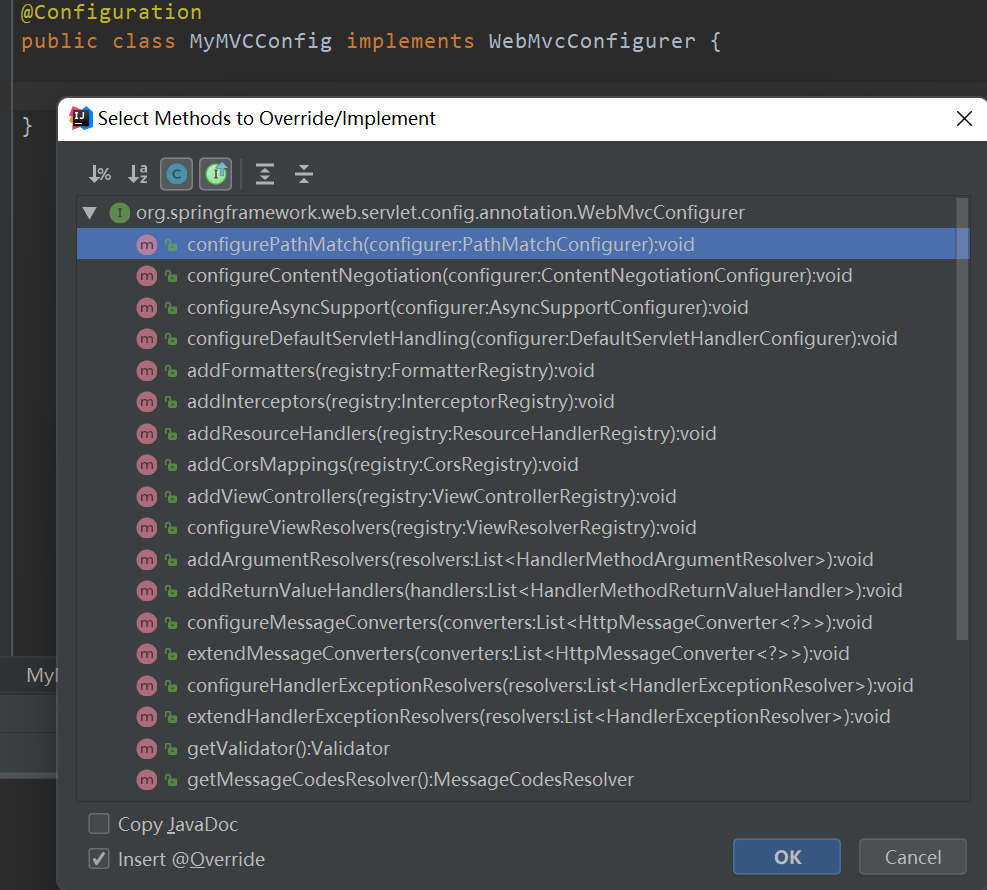 @Configuration
public class MyMVCConfig implements WebMvcConfigurer {
}
Select Methods to Override/Implement
org.springframework.web.servlet.config.annotation.WebMvcConfigurer
configurePathMatch(configurer:PathMatchConfigurer):void
configureContentNegotiation(configurer:ContentNegotiationConfigurer):void
configureAsyncSupport(configurer:AsyncSupportConfigurer):void
configureDefaultServletHandling(configurer:DefaultServletHandlerConfigurer):void
addFormatters(registry:FormatterRegistry):void
addInterceptors(registry:InterceptorRegistry):void
addResourceHandlers(registry:ResourceHandlerRegistry):void
addCorsMappings(registry:CorsRegistry):void
addViewControllers(registry:ViewControllerRegistry):void
configureViewResolvers(registry:ViewResolverRegistry):void
addArgumentResolvers(resolvers:List<HandlerMethodArgumentResolver>):void
addReturnValueHandlers(handlers:List<HandlerMethodReturnValueHandler>):void
configureMessageConverters(converters:List<HttpMessageConverter<?>>):void
extendMessageConverters(converters:List<HttpMessageConverter<?>>):void
configureHandlerExceptionResolvers(resolvers:List<HandlerExceptionResolver>):void
extendHandlerExceptionResolvers(resolvers:List<HandlerExceptionResolver>):void
getValidator():Validator
getMessageCodesResolver():MessageCodesResolver
Copy JavaDoc
Insert @Override
OK Cancel